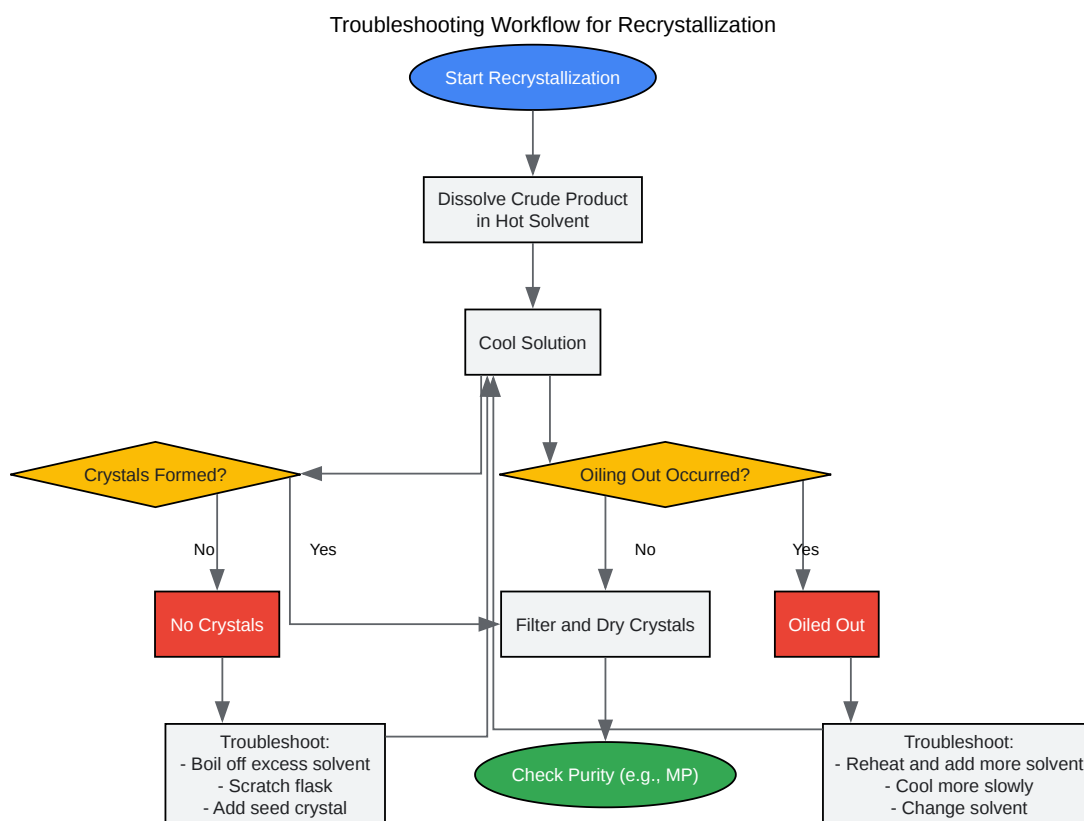 Troubleshooting Workflow for Recrystallization
Start Recrystallization
Dissolve Crude Product
in Hot Solvent
Cool Solution
Crystals Formed?
Oiling Out Occurred?
No
Yes
No
Yes
No Crystals
Filter and Dry Crystals
Oiled Out
Troubleshoot:
- Boil off excess solvent
- Scratch flask
- Add seed crystal
Check Purity (e.g., MP)
Troubleshoot:
- Reheat and add more solvent
- Cool more slowly
- Change solvent